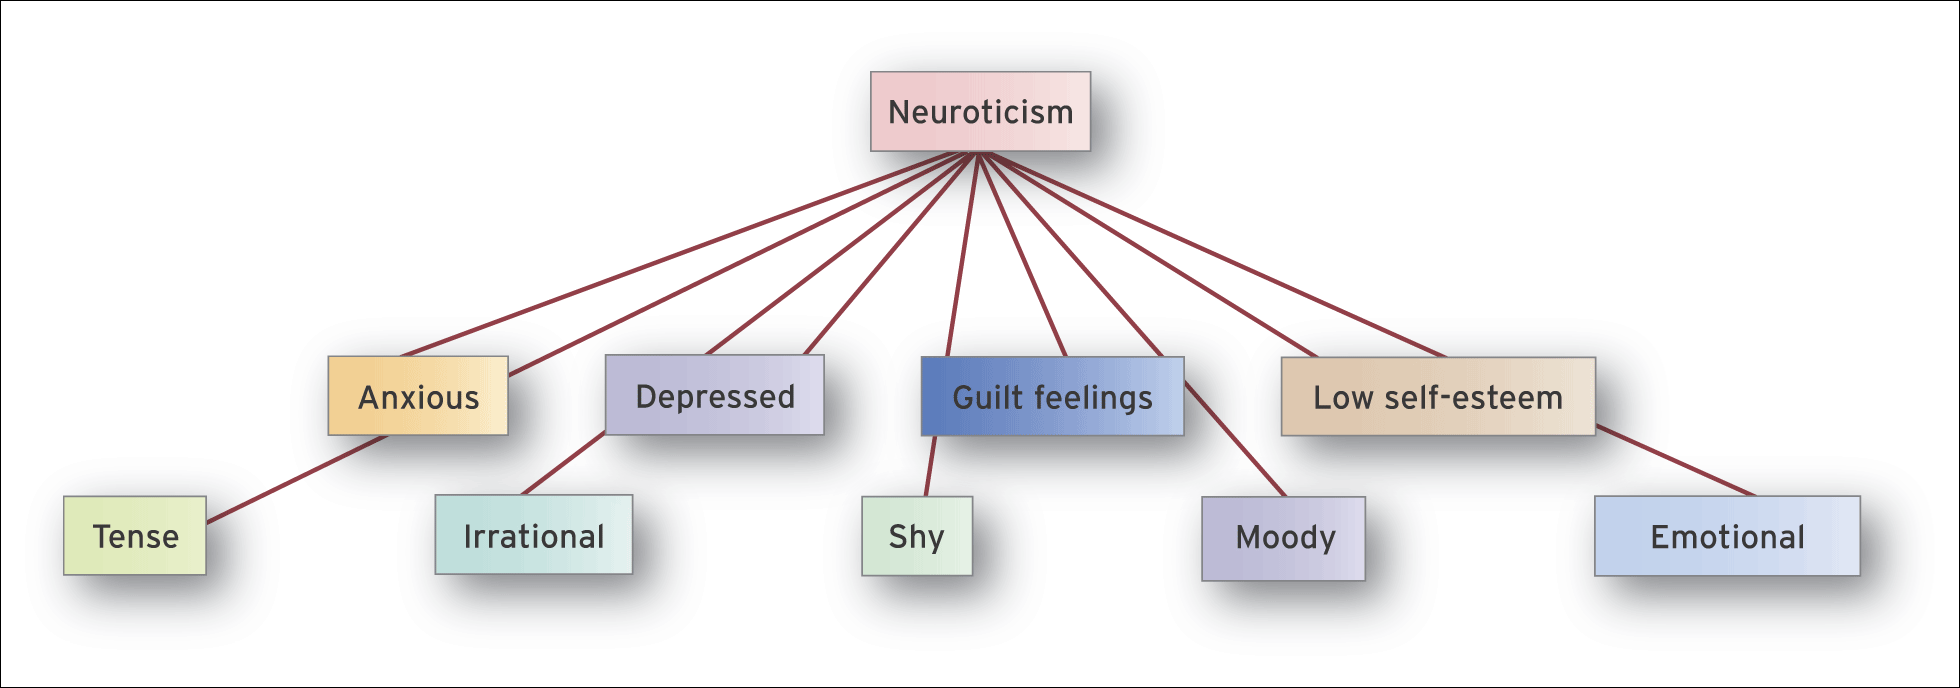 Neuroticism
Anxious
Depressed
Guilt feelings
Low self-esteem
Tense
Irrational
Shy
Moody
Emotional